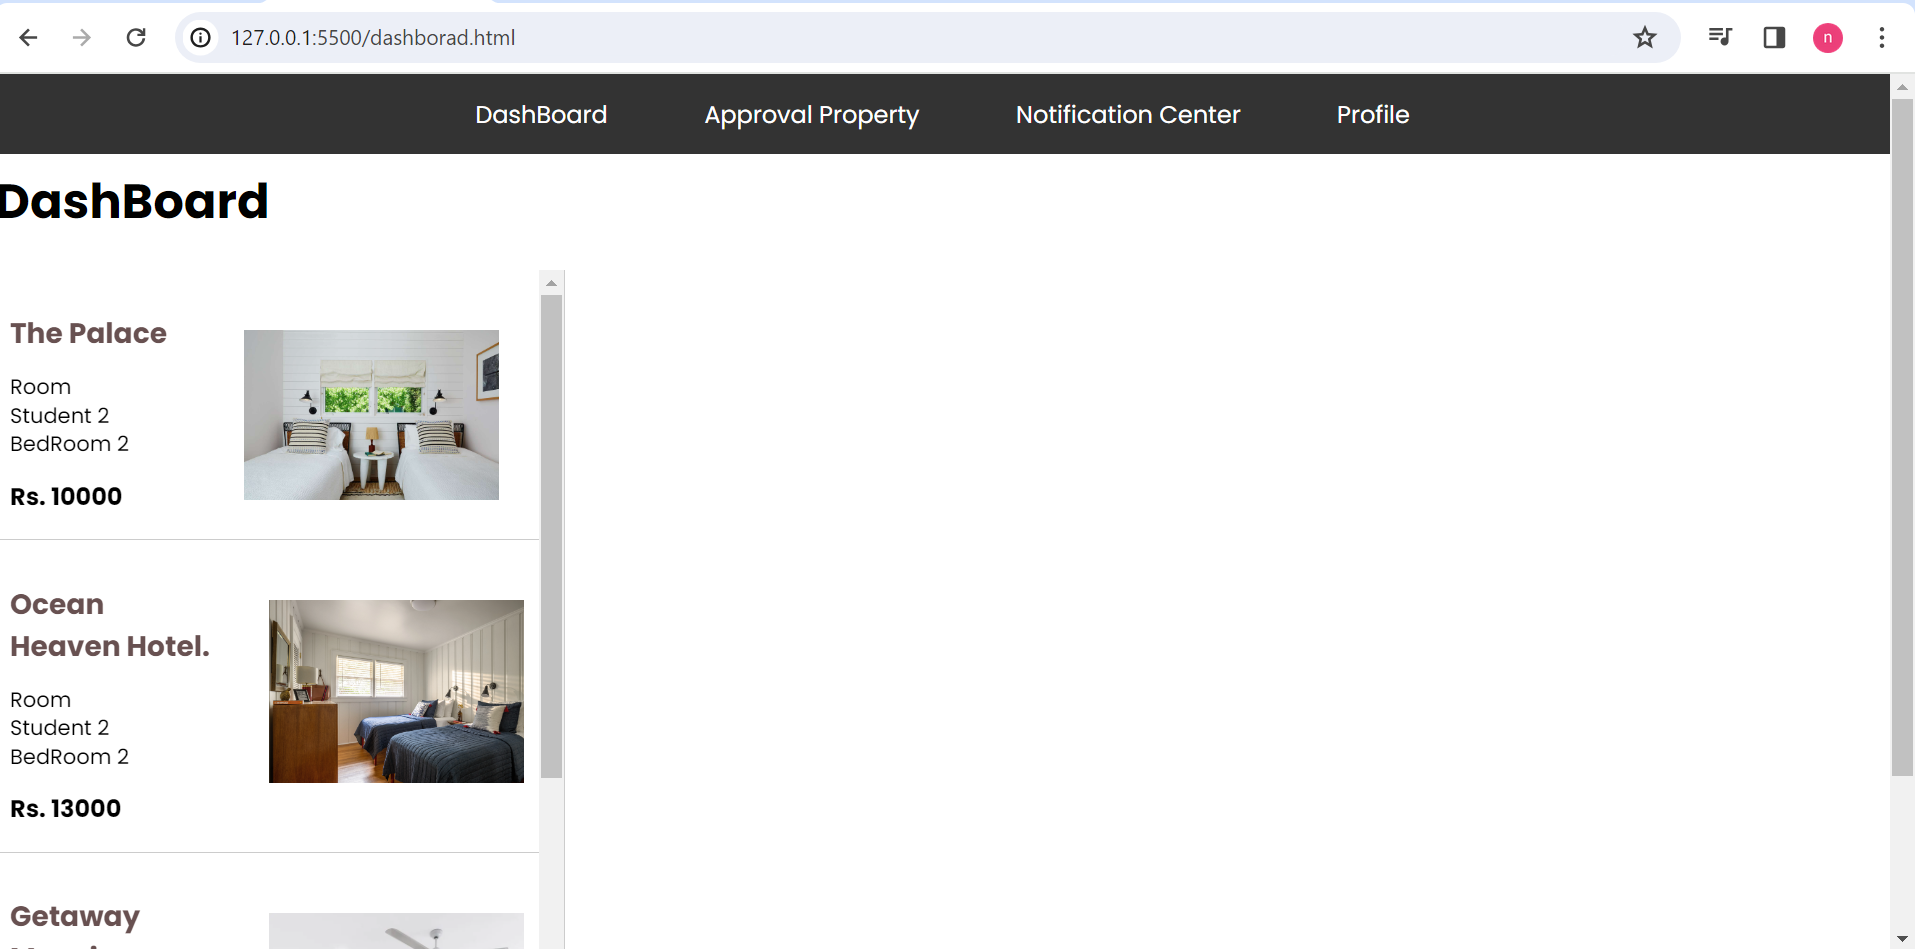 127.0.0.1:5500/dashborad.html
n
DashBoard Approval Property Notification Center Profile
DashBoard
The Palace
Room
Student 2
BedRoom 2
Rs. 10000
Ocean
Heaven Hotel.
Room
Student 2
BedRoom 2
Rs. 13000
Getaway